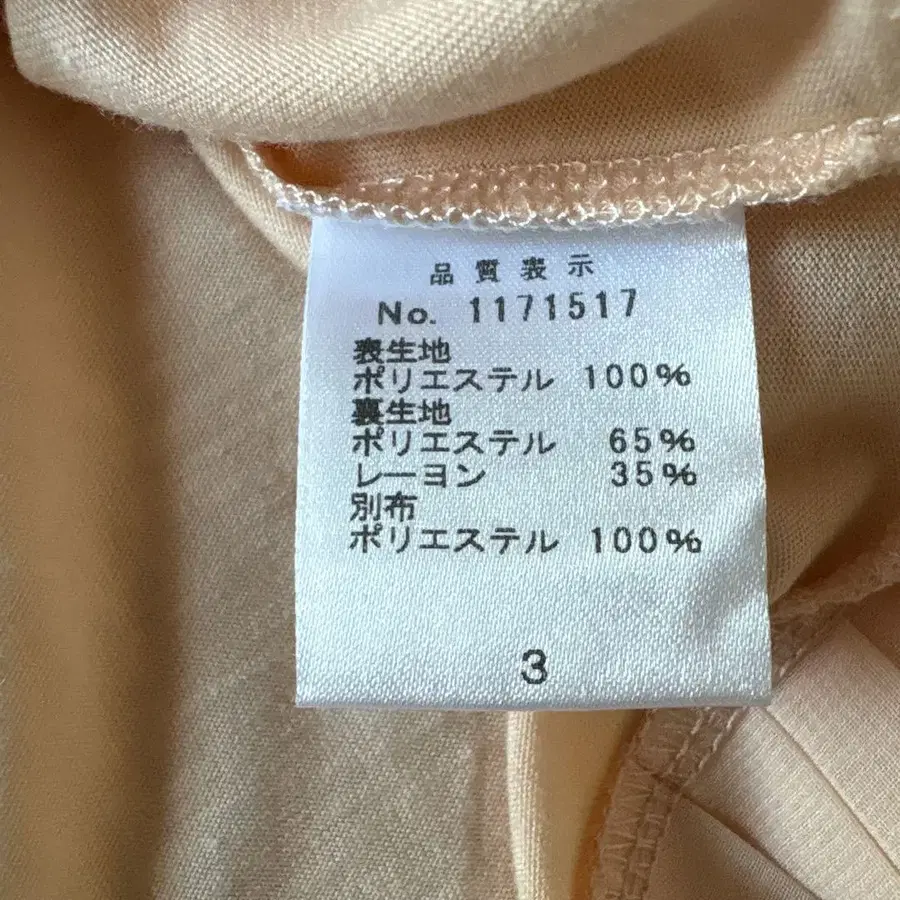 品質表示
No. 1171517
表生地
ポリエステル 100%
裏生地
ポリエステル 65%
レーヨン 35%
別布
ポリエステル 100%
3